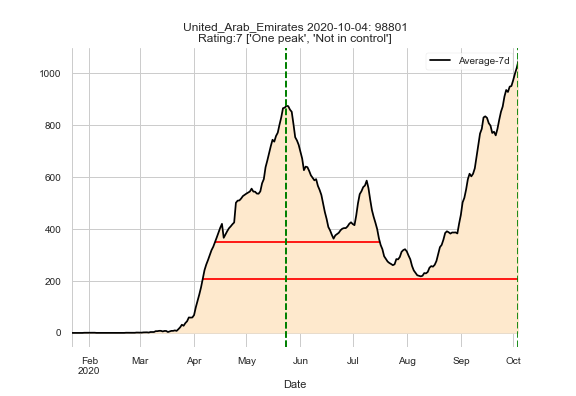 United_Arab_Emirates 2020-10-04: 98801
Rating:7 ['One peak', 'Not in control']
Average-7d
1000
800
600
400
200
0
Feb Mar Apr May Jun Jul Aug Sep Oct
2020
Date